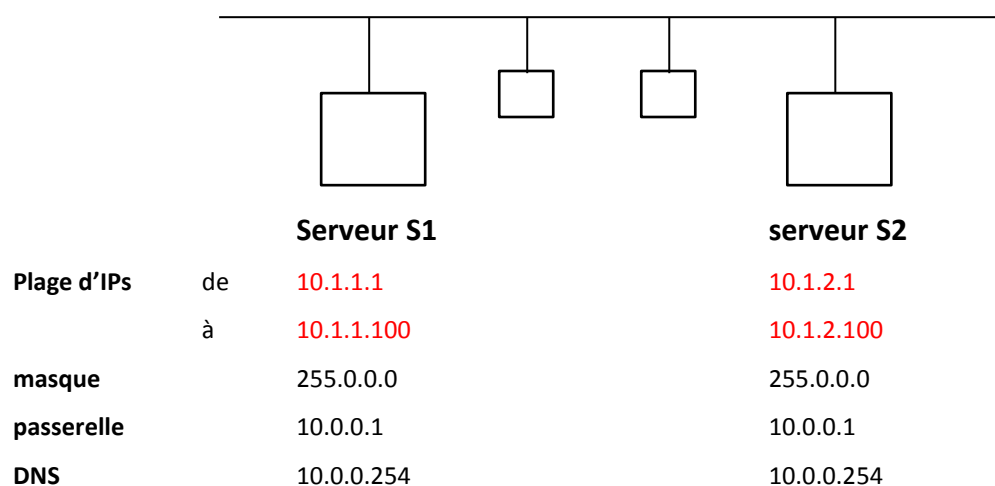 Serveur S1 serveur S2
Plage d’IPs de 10.1.1.1 10.1.2.1
à 10.1.1.100 10.1.2.100
masque 255.0.0.0 255.0.0.0
passerelle 10.0.0.1 10.0.0.1
DNS 10.0.0.254 10.0.0.254